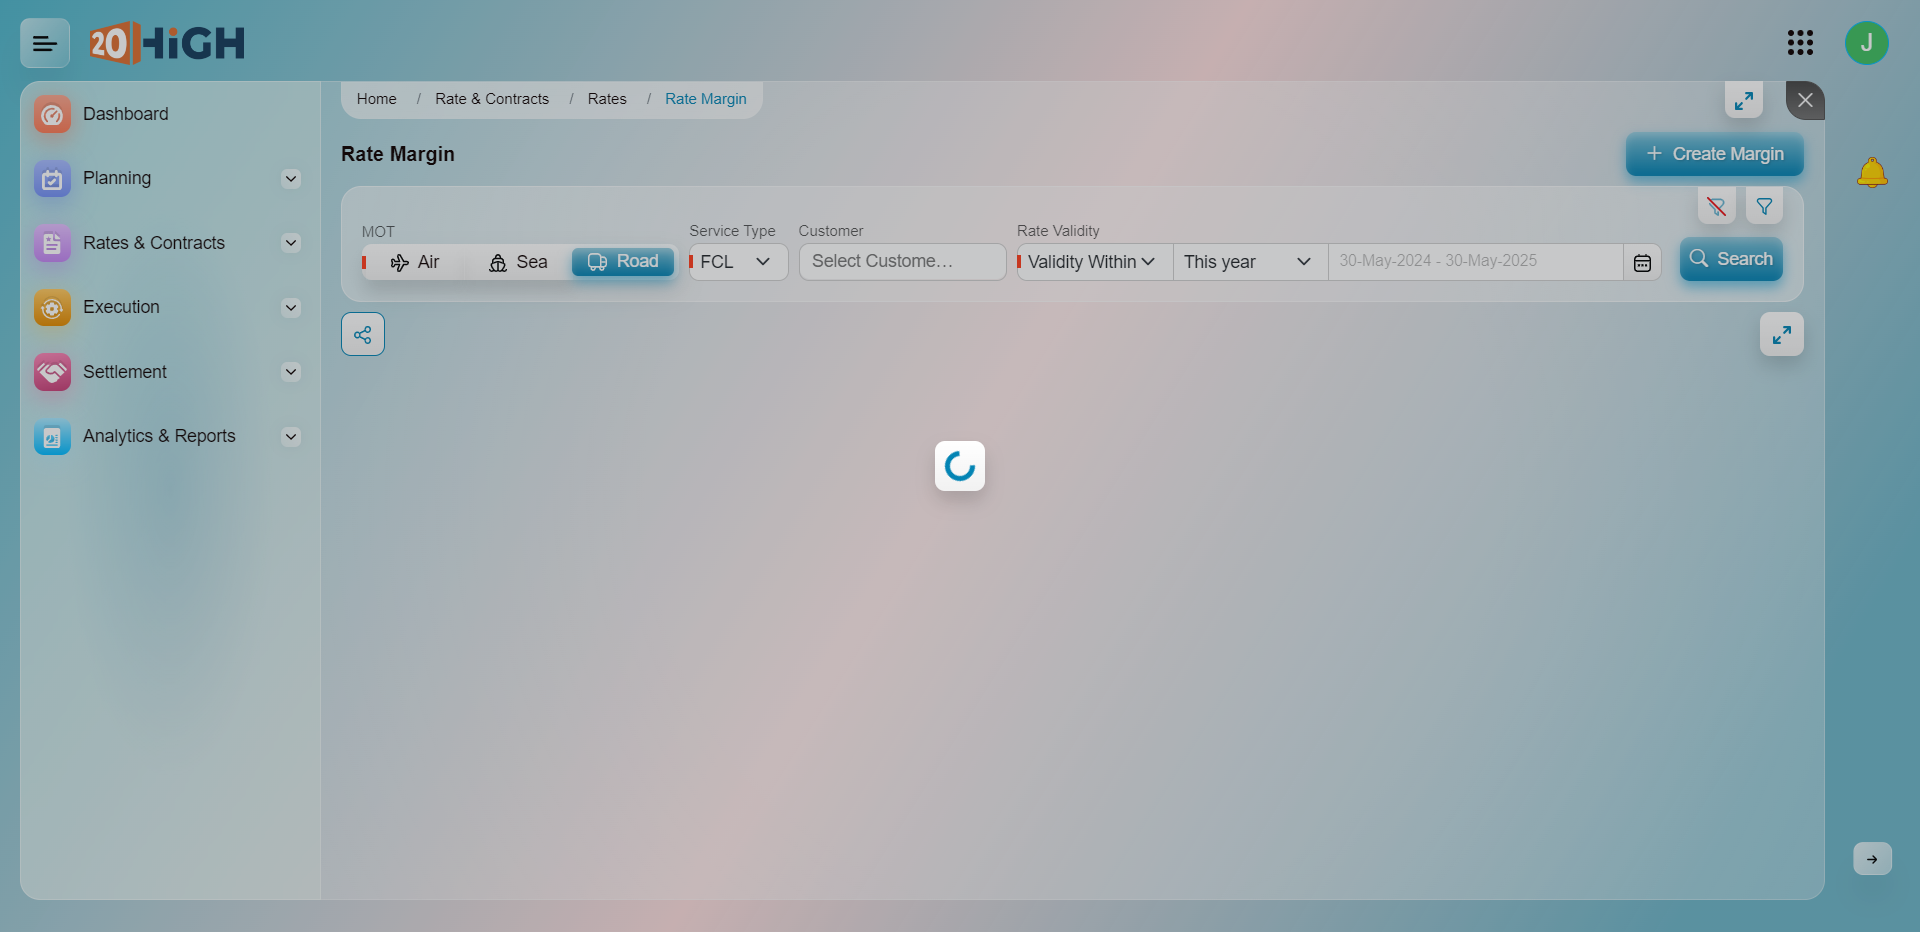 20HiGH
J
Home / Rate & Contracts / Rates / Rate Margin
Dashboard
Planning
Rates & Contracts
Execution
Settlement
Analytics & Reports
Rate Margin
Create Margin
MOT
Air
Sea
Road
Service Type
FCL
Customer
Select Custome...
Rate Validity
Validity Within
This year
30-May-2024 - 30-May-2025
Search